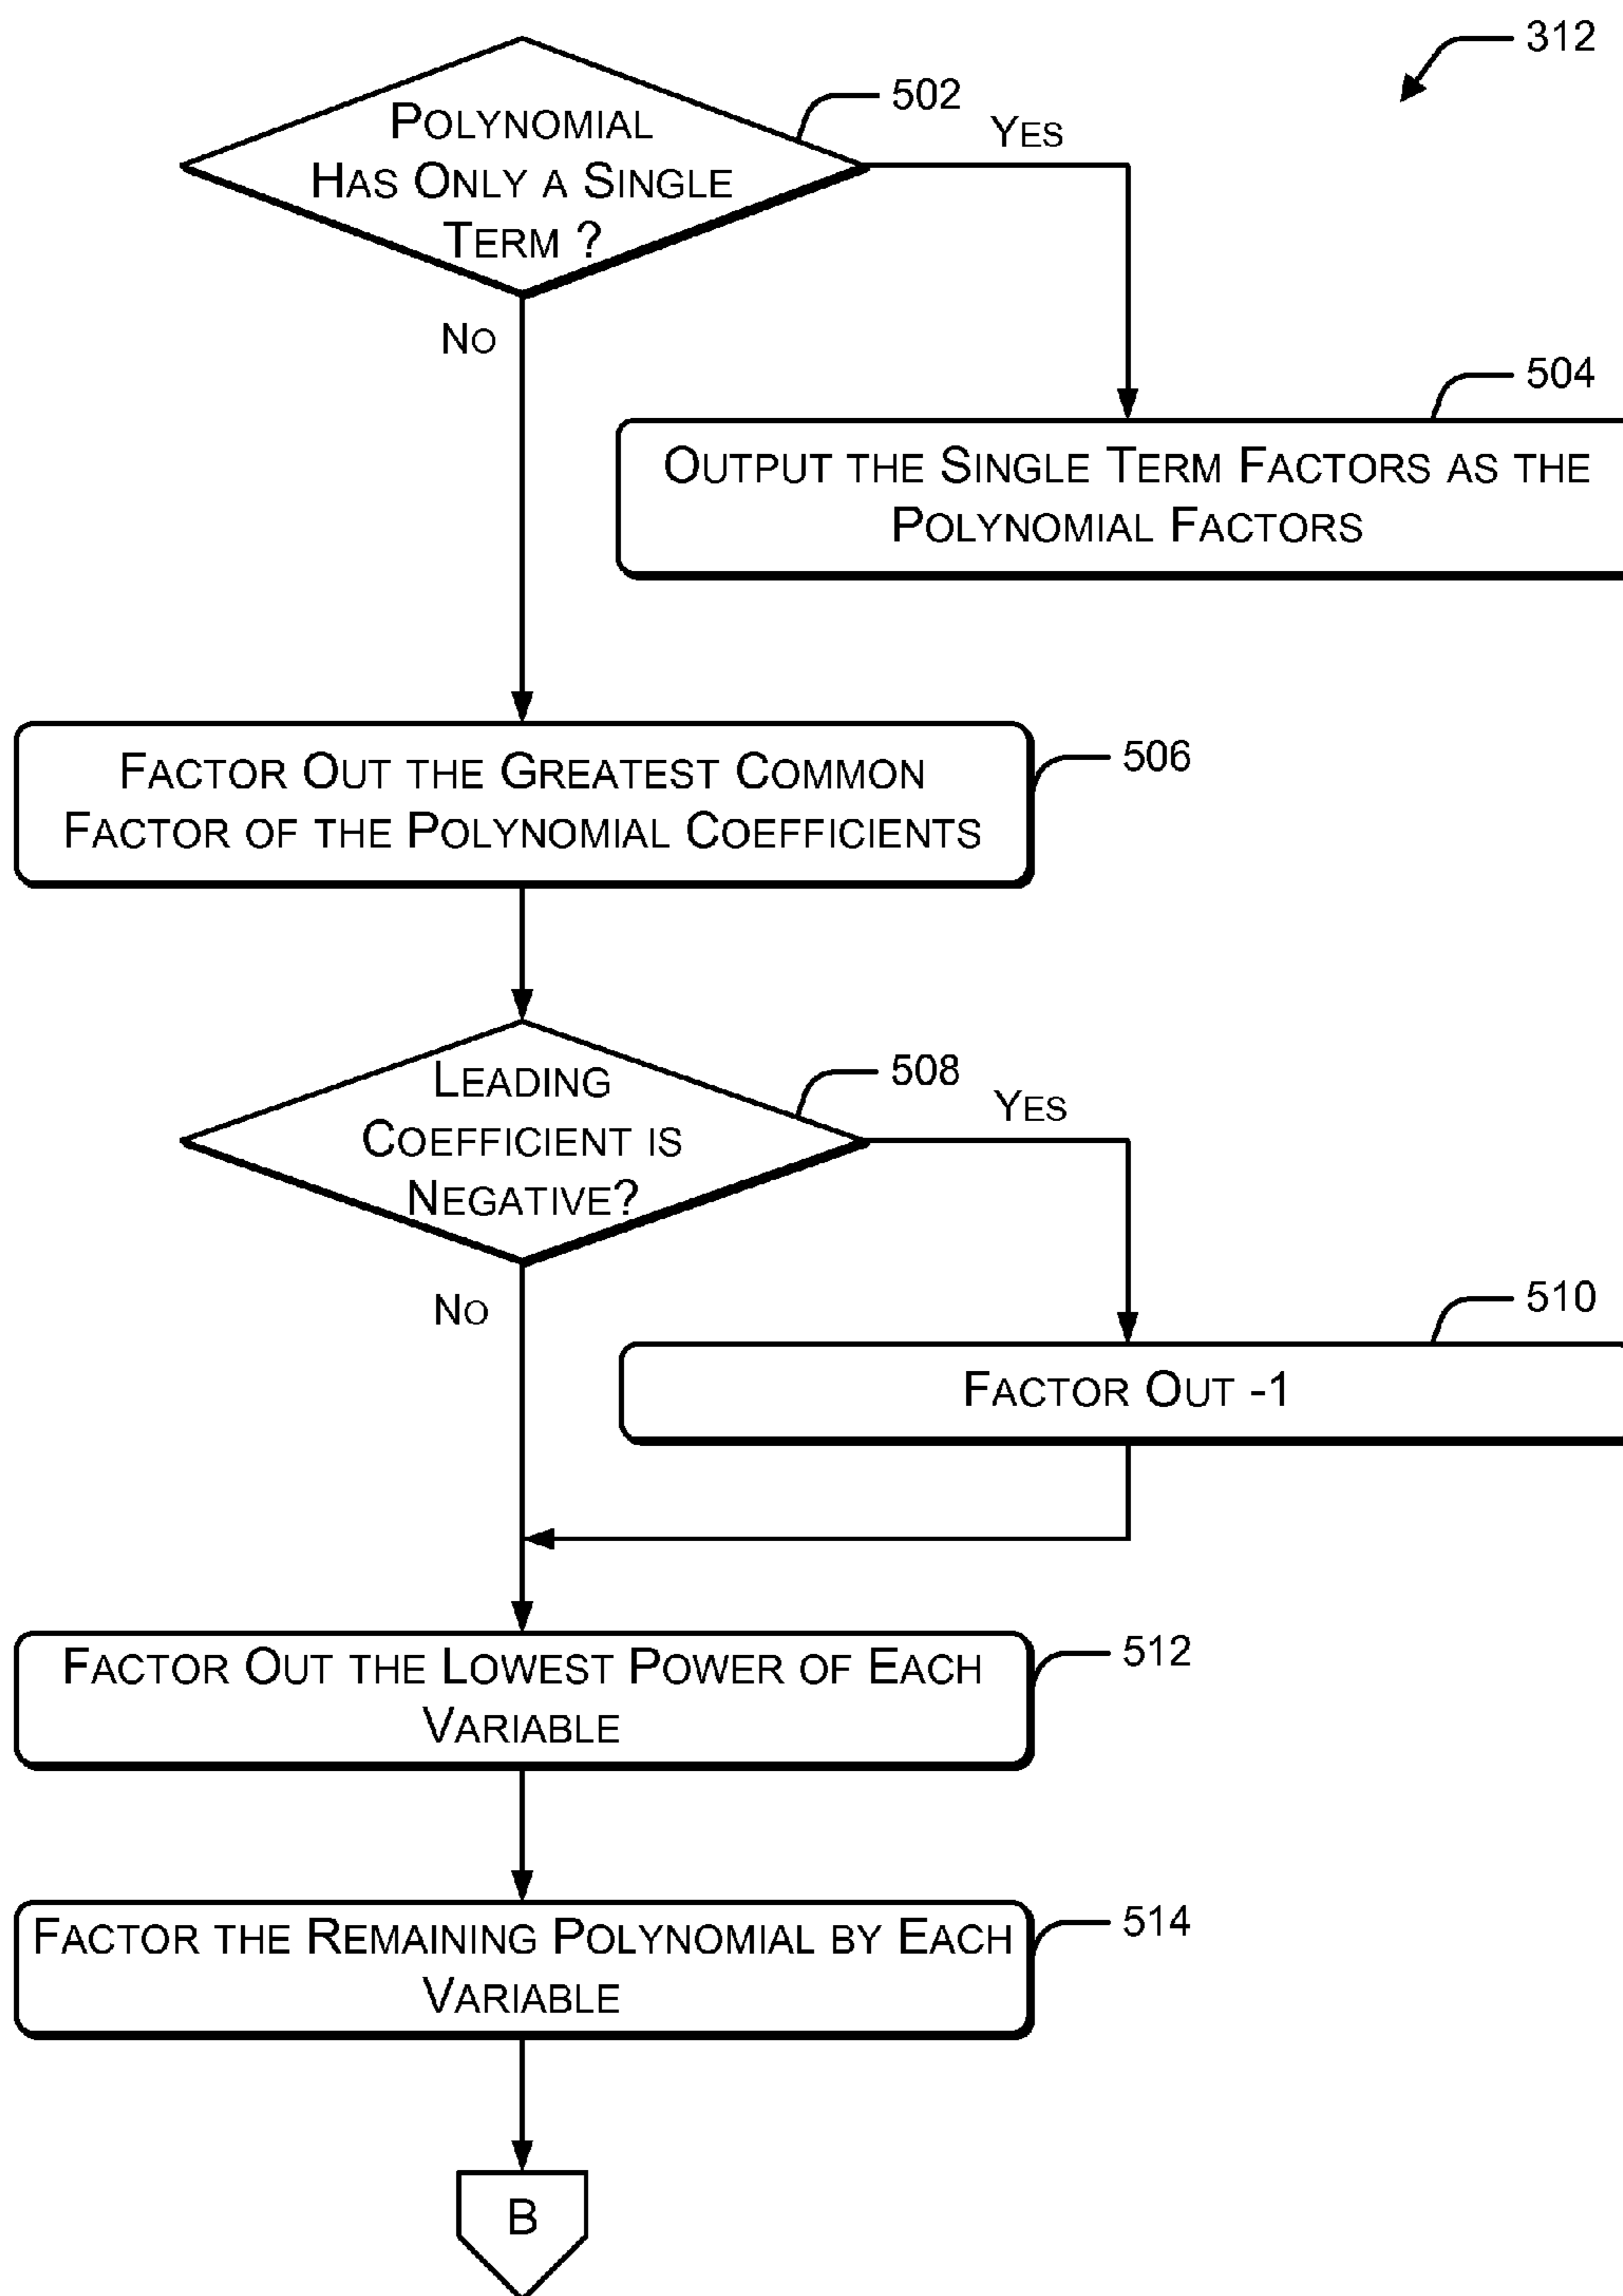 312
502
POLYNOMIAL
HAS ONLY A SINGLE
TERM ?
YES
NO
504
OUTPUT THE SINGLE TERM FACTORS AS THE
POLYNOMIAL FACTORS
506
FACTOR OUT THE GREATEST COMMON
FACTOR OF THE POLYNOMIAL COEFFICIENTS
508
LEADING
COEFFICIENT IS
NEGATIVE?
YES
NO
510
FACTOR OUT -1
512
FACTOR OUT THE LOWEST POWER OF EACH
VARIABLE
514
FACTOR THE REMAINING POLYNOMIAL BY EACH
VARIABLE
B